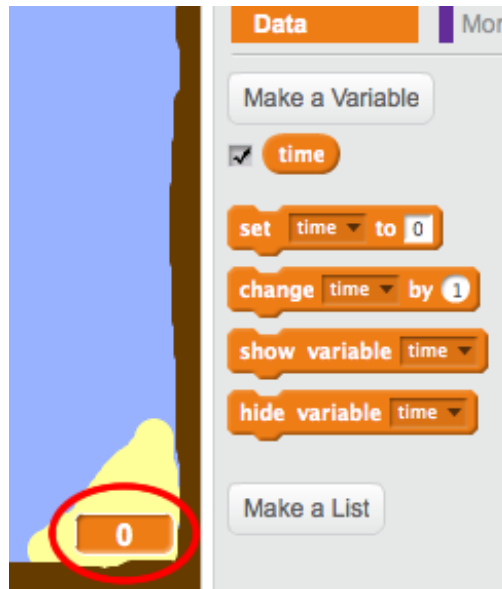 Data
Mor
Make a Variable
time
set time to 0
change time by 1
show variable time
hide variable time
0
Make a List